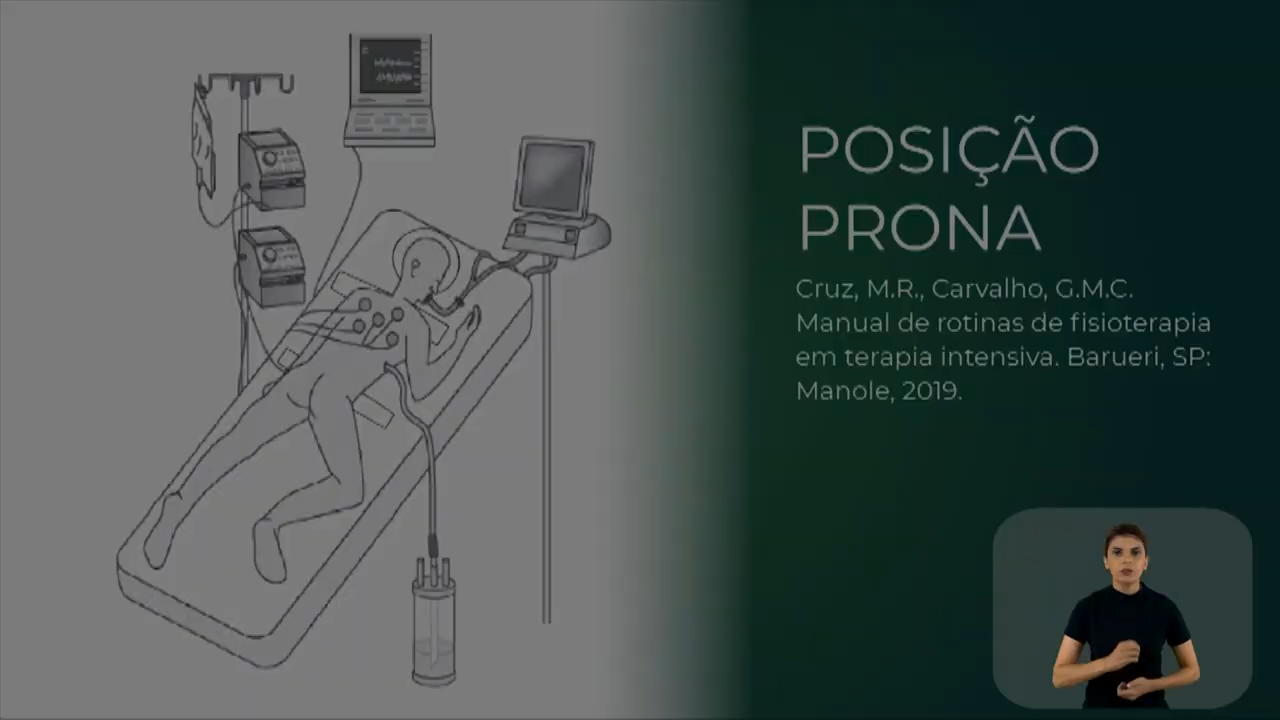 POSIÇÃO
PRONA
Cruz, M.R., Carvalho, G.M.C.
Manual de rotinas de fisioterapia
em terapia intensiva. Barueri, SP:
Manole, 2019.